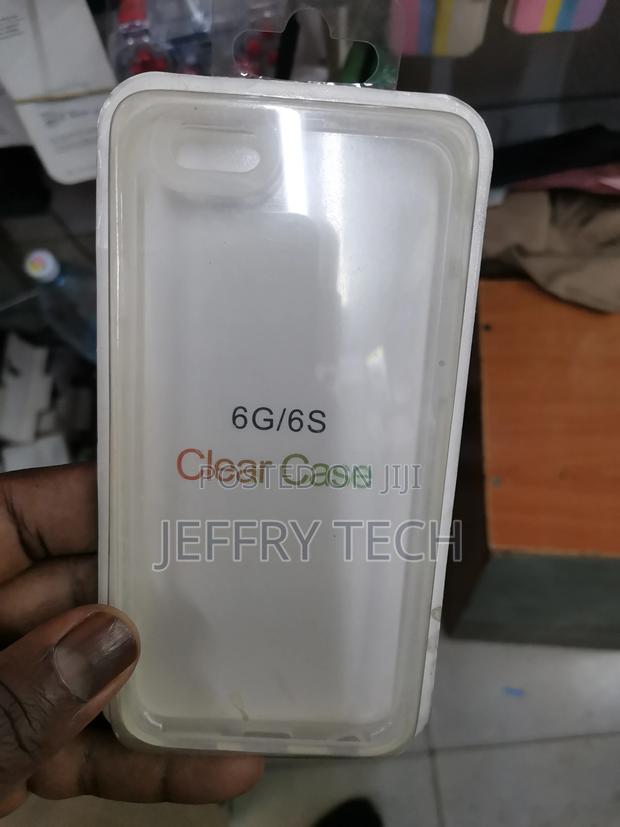 6G/6S
Clear Case
POSTED ON JIJI
JEFFRY TECH